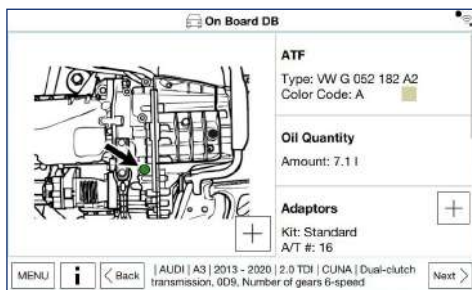 On Board DB
ATF
Type: VW G 052 182 A2
Color Code: A
Oil Quantity
Amount: 7.1 l
Adaptors
Kit: Standard
A/T #: 16
MENU
i
< Back
| AUDI | A3 | 2013 - 2020 | 2.0 TDI | CUNA | Dual-clutch
transmission, 0D9, Number of gears 6-speed
Next >